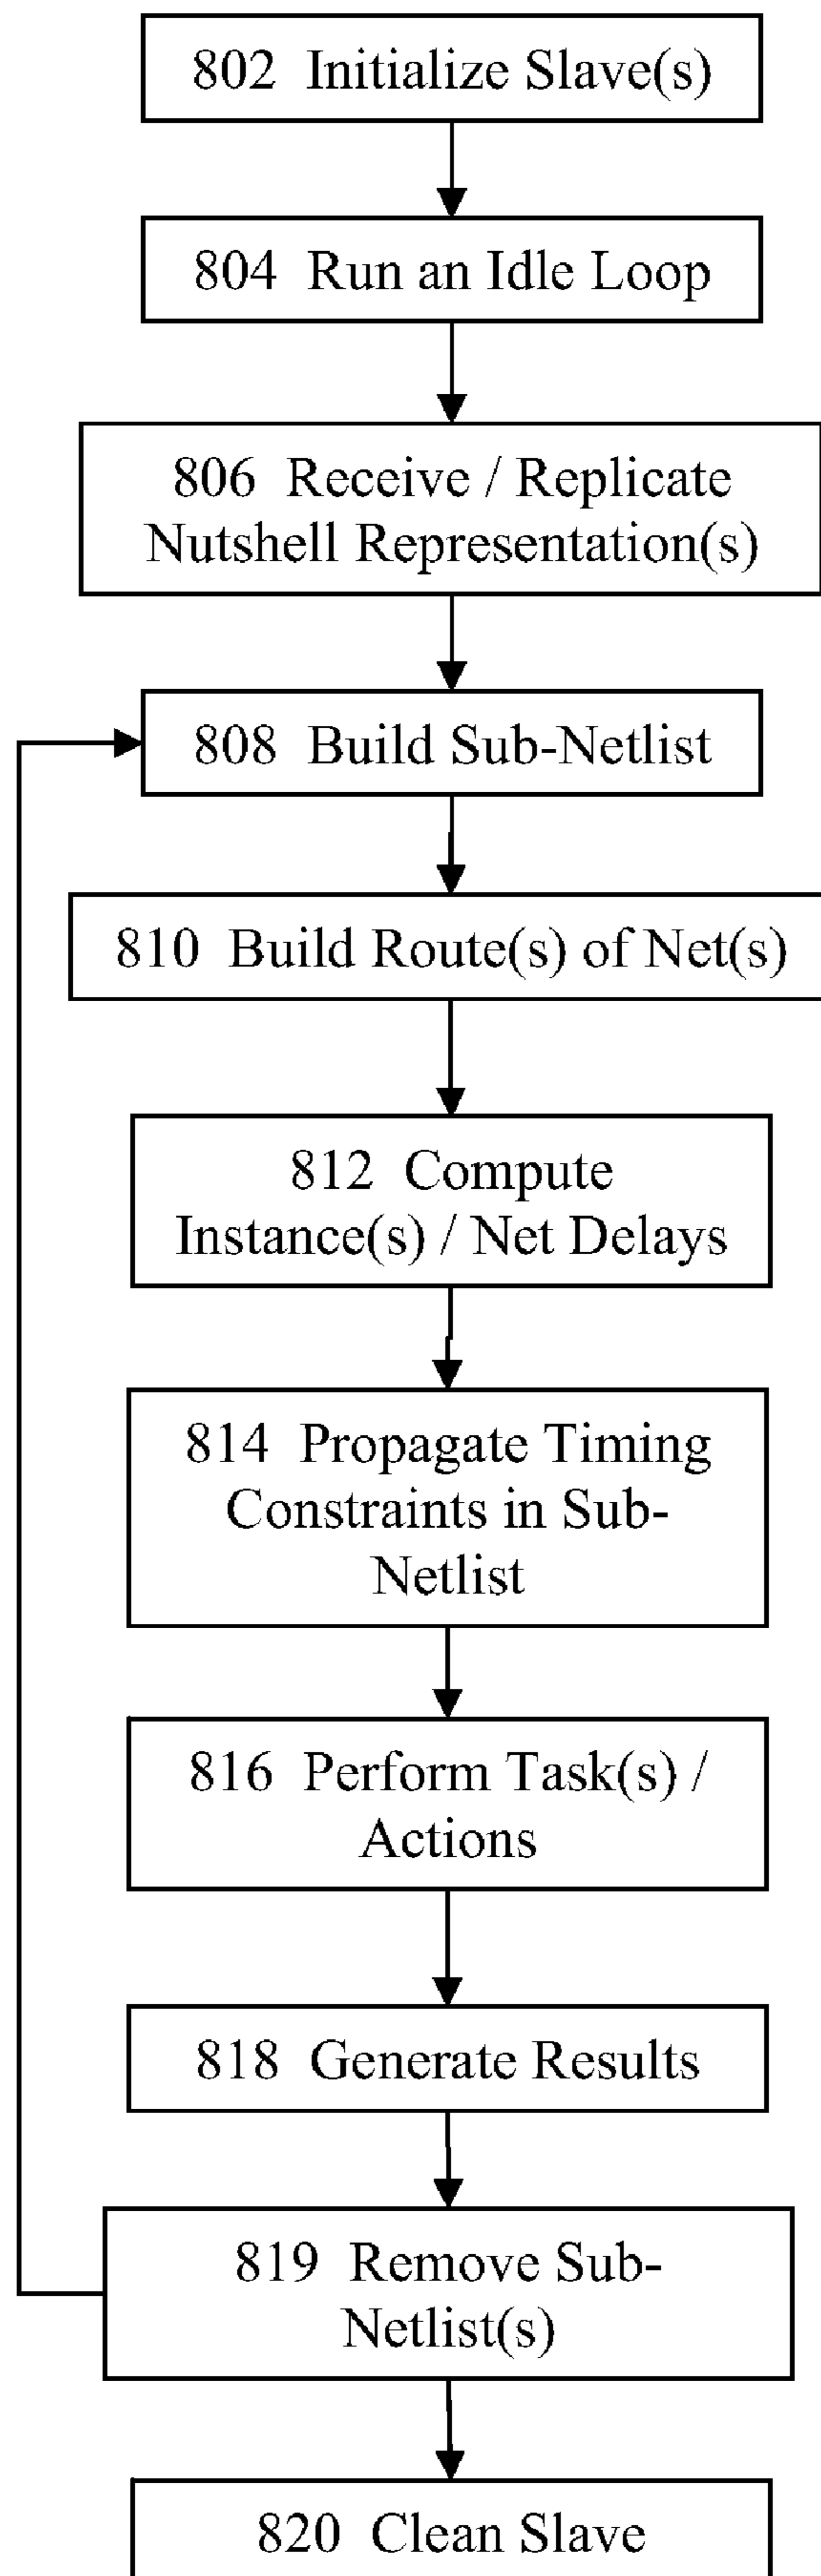 802 Initialize Slave(s)
804 Run an Idle Loop
806 Receive / Replicate
Nutshell Representation(s)
808 Build Sub-Netlist
810 Build Route(s) of Net(s)
812 Compute
Instance(s) / Net Delays
814 Propagate Timing
Constraints in Sub-
Netlist
816 Perform Task(s) /
Actions
818 Generate Results
819 Remove Sub-
Netlist(s)
820 Clean Slave